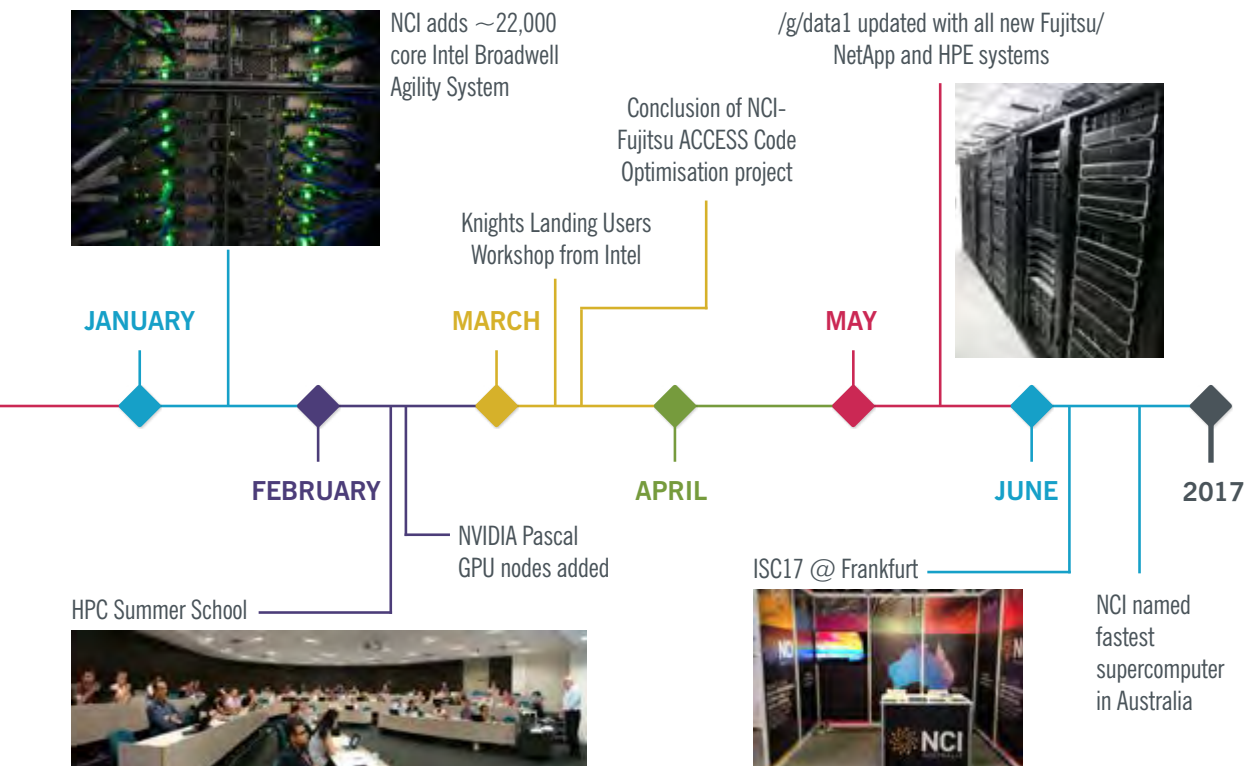 NCI adds ~22,000
core Intel Broadwell
Agility System
/g/data1 updated with all new Fujitsu/
NetApp and HPE systems
Conclusion of NCI-
Fujitsu ACCESS Code
Optimisation project
Knights Landing Users
Workshop from Intel
JANUARY
MARCH
MAY
FEBRUARY
APRIL
JUNE
2017
NVIDIA Pascal
GPU nodes added
HPC Summer School
ISC17 @ Frankfurt
NCI named
fastest
supercomputer
in Australia
NCI